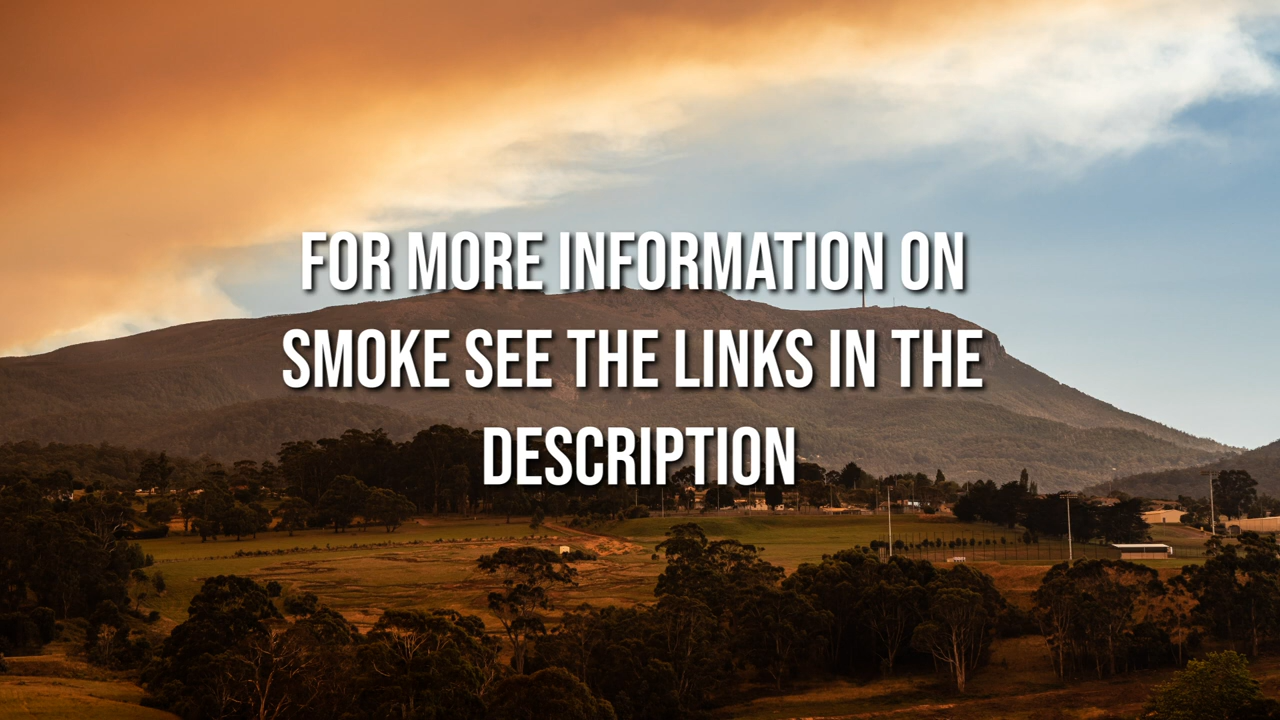 FOR MORE INFORMATION ON
SMOKE SEE THE LINKS IN THE
DESCRIPTION